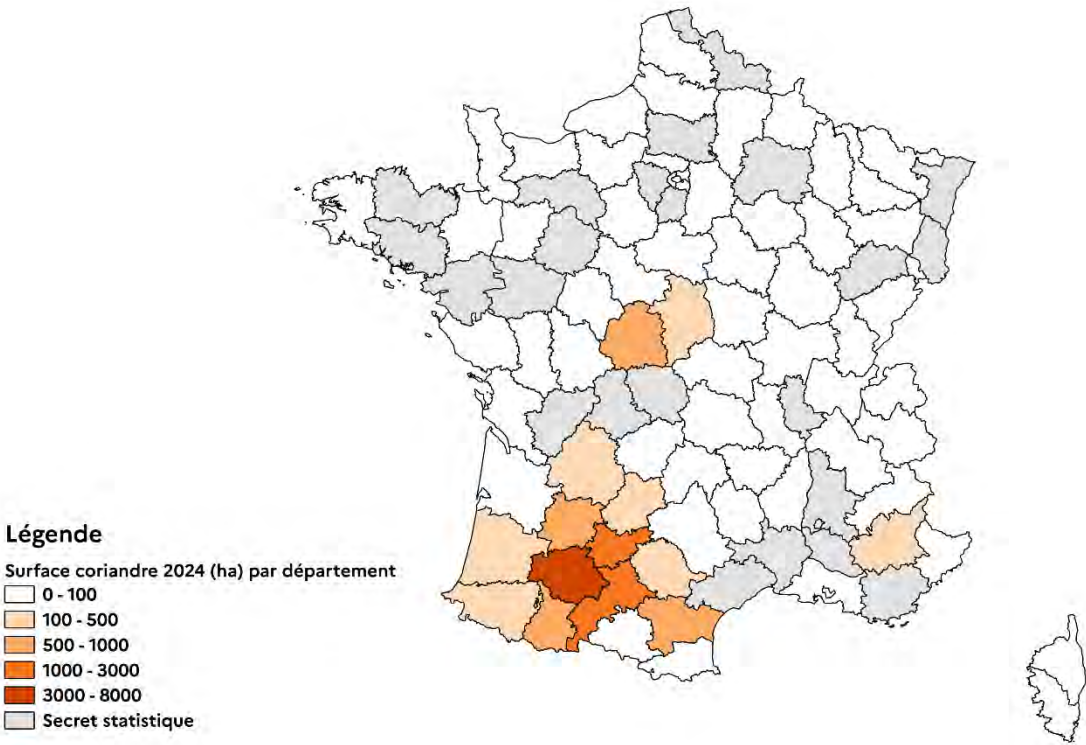 Légende
Surface coriandre 2024 (ha) par département
0 - 100
100 - 500
500 - 1000
1000 - 3000
3000 - 8000
Secret statistique